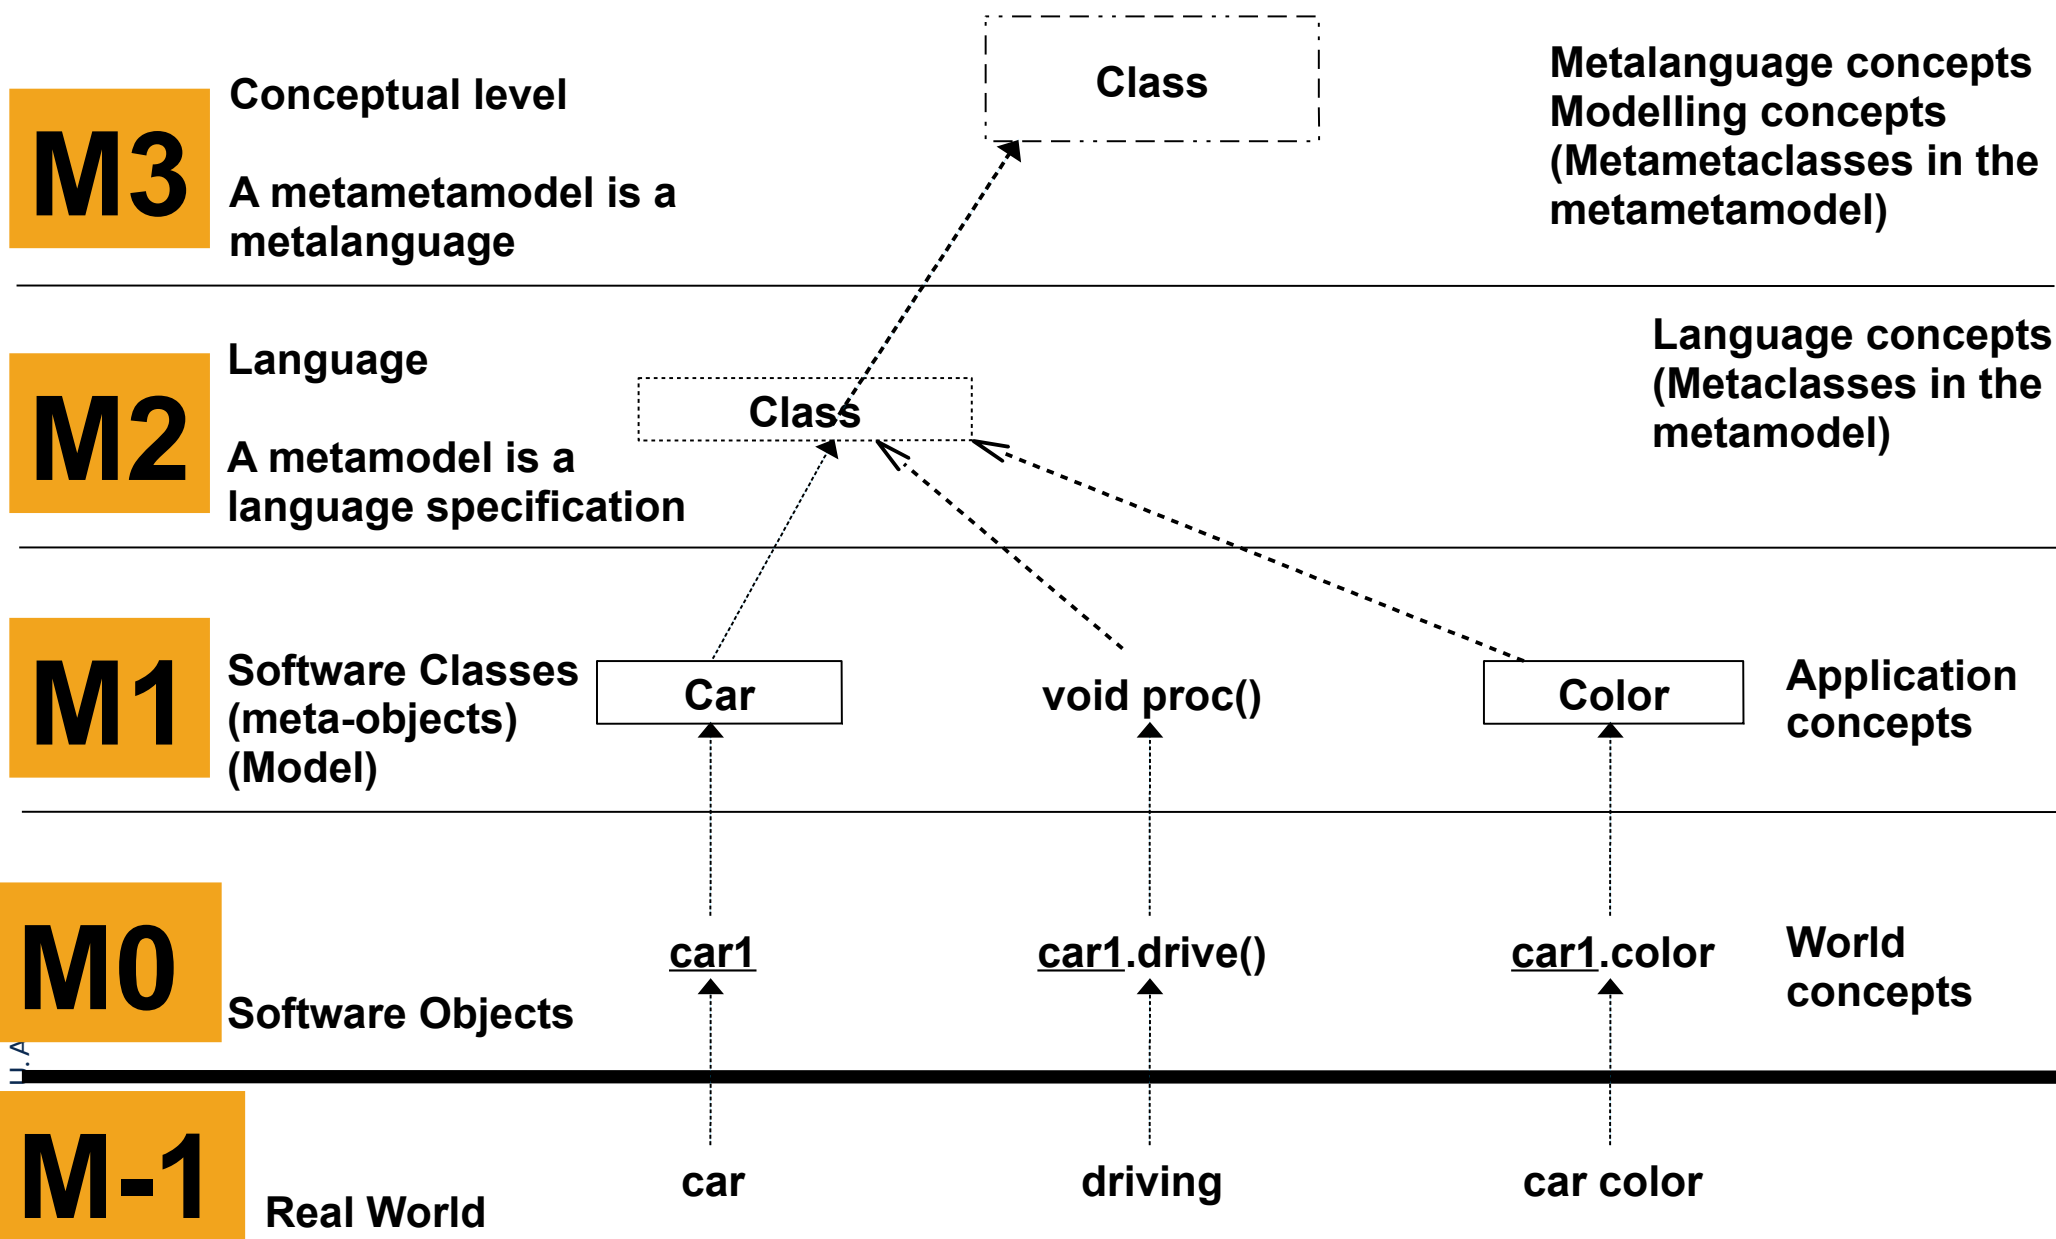 M3
Conceptual level
A metametamodel is a
metalanguage
Class
Metalanguage concepts
Modelling concepts
(Metametaclasses in the
metametamodel)
M2
Language
A metamodel is a
language specification
Class
Language concepts
(Metaclasses in the
metamodel)
M1
Software Classes
(meta-objects)
(Model)
Car
void proc()
Color
Application
concepts
M0
Software Objects
car1
car1.drive()
car1.color
World
concepts
M-1
Real World
car
driving
car color